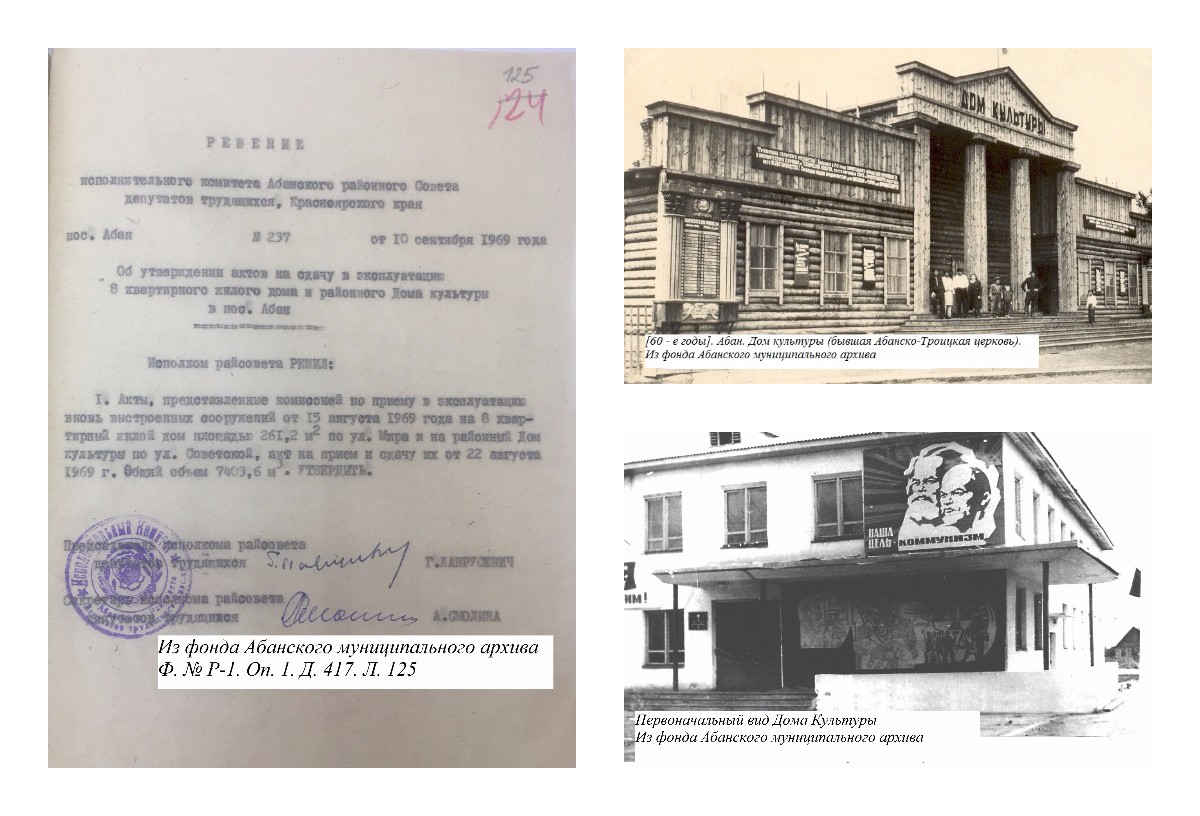 125
124
РЕШЕНИЕ
исполнительного комитета Абанского районного Совета
депутатов трудящихся, Красноярского края
пос. Абан № 237 от 10 сентября 1969 года
Об утверждении актов на сдачу в эксплуатацию
8 квартирного жилого дома и районного Дома культуры
в пос. Абан
Исполком райсовета РЕШИЛ:
I. Акты, представленные комиссией по приему в эксплуатацию
вновь выстроенных сооружений от 15 августа 1969 года на 8 квар-
тирный жилой дом площадью 261,2 м² по ул. Мира и на районный Дом
культуры по ул. Советской, акт на прием и сдачу их от 22 августа
1969 г. Общий объем 7403,6 м³. УТВЕРДИТЬ.
Председатель исполкома райсовета
депутатов трудящихся Г.ЛАВРУСЕВИЧ
Секретарь исполкома райсовета
депутатов трудящихся А.СМОЛИНА
Из фонда Абанского муниципального архива
Ф. № Р-1. Оп. 1. Д. 417. Л. 125
ДОМ КУЛЬТУРЫ
[60 - е годы]. Абан. Дом культуры (бывшая Абанско-Троицкая церковь).
Из фонда Абанского муниципального архива
НАША
ЦЕЛЬ - КОММУНИЗМ
ИМ!
Первоначальный вид Дома Культуры
Из фонда Абанского муниципального архива